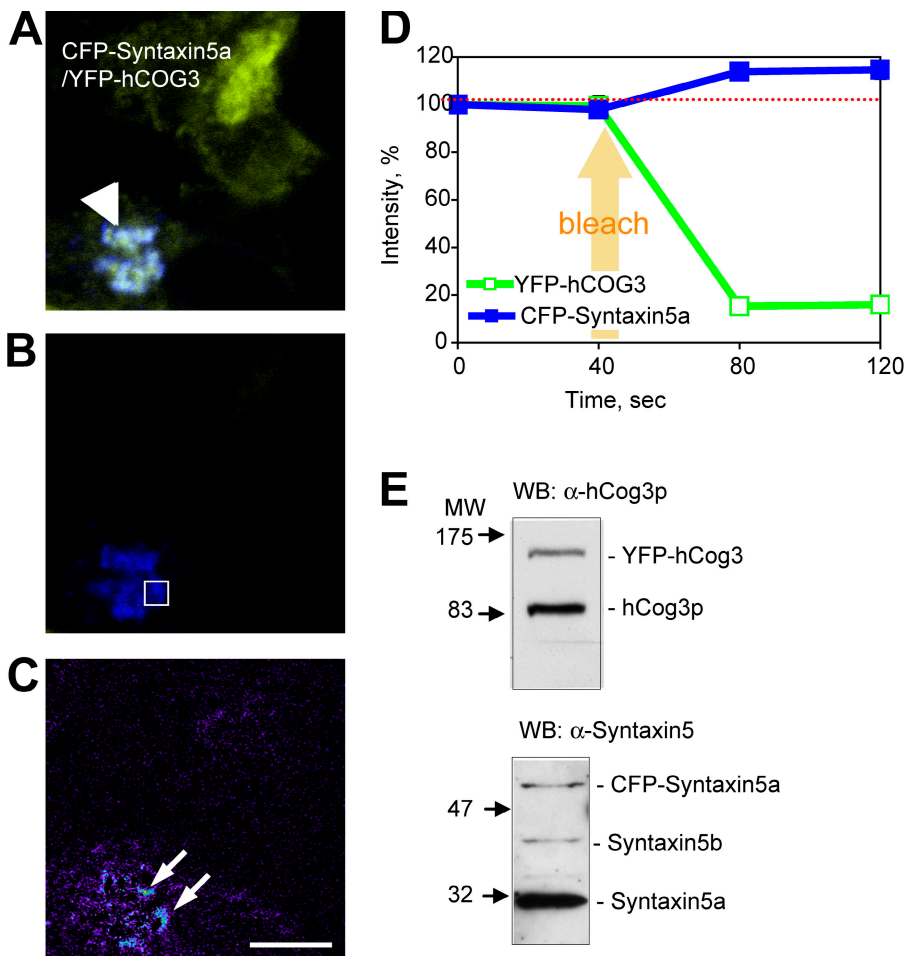 A
CFP-Syntaxin5a
/YFP-hCOG3
B
C
D
120
100
80
60
40
20
0
Intensity, %
bleach
YFP-hCOG3
CFP-Syntaxin5a
0
40
80
120
Time, sec
E
WB: α-hCog3p
MW
175
- YFP-hCog3
83
- hCog3p
WB: α-Syntaxin5
- CFP-Syntaxin5a
47
- Syntaxin5b
32
- Syntaxin5a